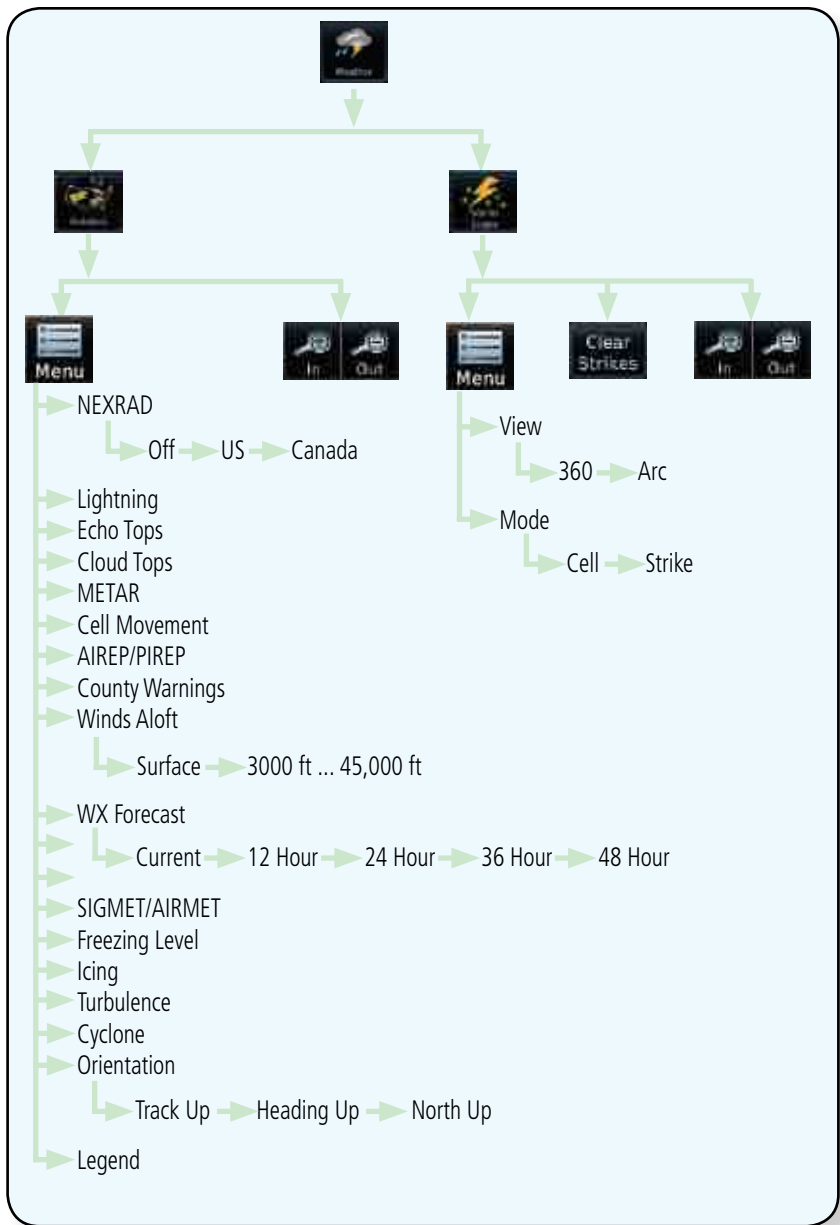 Weather
Menu
In Out
Menu
Clear
Strikes
In Out
NEXRAD
Off US Canada
Lightning
Echo Tops
Cloud Tops
METAR
Cell Movement
AIREP/PIREP
County Warnings
Winds Aloft
Surface 3000 ft ... 45,000 ft
WX Forecast
Current 12 Hour 24 Hour 36 Hour 48 Hour
SIGMET/AIRMET
Freezing Level
Icing
Turbulence
Cyclone
Orientation
Track Up Heading Up North Up
Legend
View
360 Arc
Mode
Cell Strike